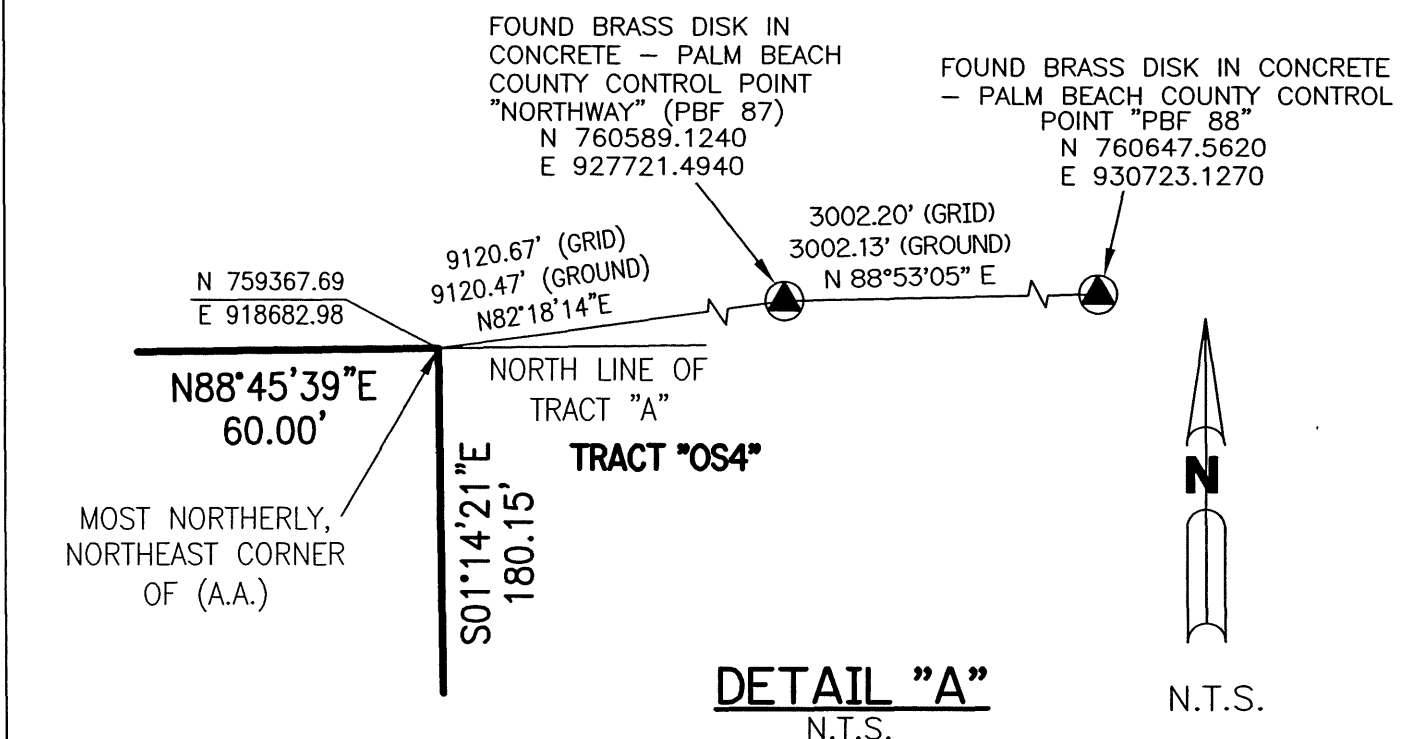 FOUND BRASS DISK IN
CONCRETE – PALM BEACH
COUNTY CONTROL POINT
"NORTHWAY" (PBF 87)
N 760589.1240
E 927721.4940
FOUND BRASS DISK IN CONCRETE
– PALM BEACH COUNTY CONTROL
POINT "PBF 88"
N 760647.5620
E 930723.1270
3002.20' (GRID)
3002.13' (GROUND)
N 88°53'05" E
9120.67' (GRID)
9120.47' (GROUND)
N82°18'14"E
N 759367.69
E 918682.98
N88°45'39"E
60.00'
NORTH LINE OF
TRACT "A"
TRACT "OS4"
S01°14'21"E
180.15'
MOST NORTHERLY,
NORTHEAST CORNER
OF (A.A.)
N
N.T.S.
DETAIL "A"
N.T.S.